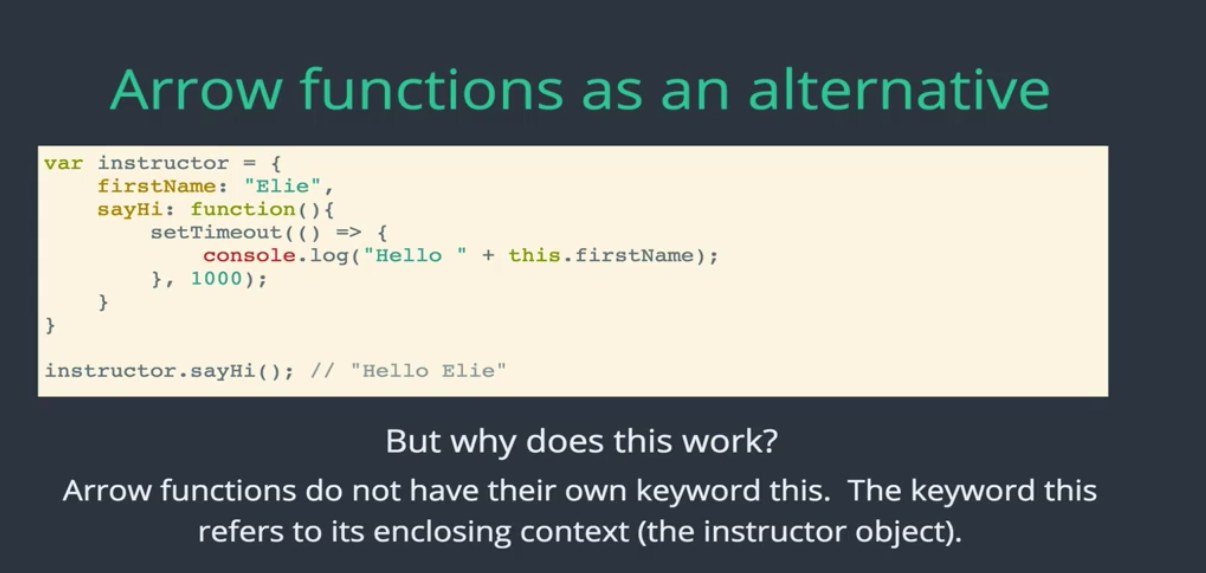 Arrow functions as an alternative
var instructor = {
    firstName: "Elie",
    sayHi: function(){
        setTimeout(() => {
            console.log("Hello " + this.firstName);
        }, 1000);
    }
}
instructor.sayHi(); // "Hello Elie"
But why does this work?
Arrow functions do not have their own keyword this.  The keyword this
refers to its enclosing context (the instructor object).